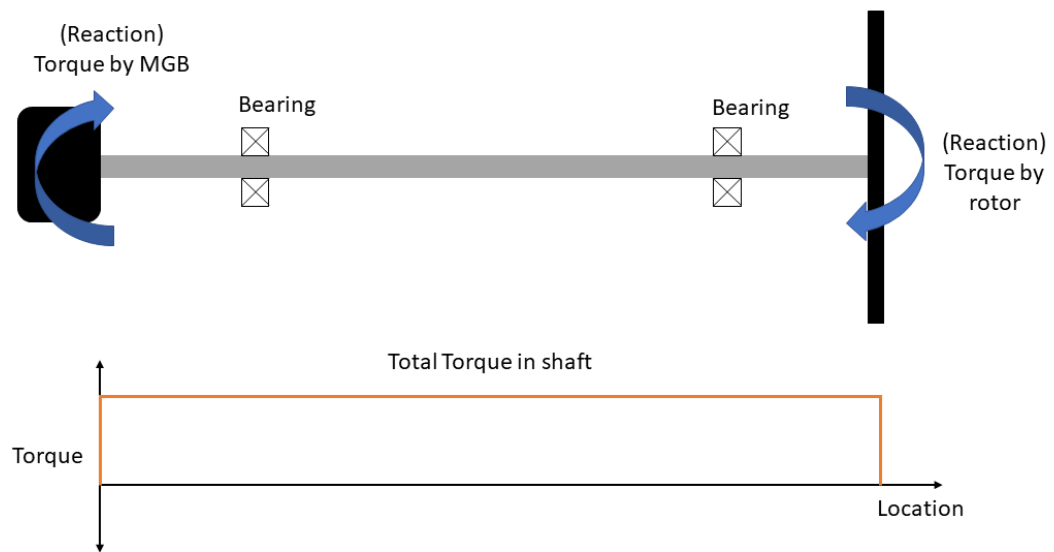 (Reaction)
Torque by MGB
Bearing
Bearing
(Reaction)
Torque by
rotor
Total Torque in shaft
Torque
Location